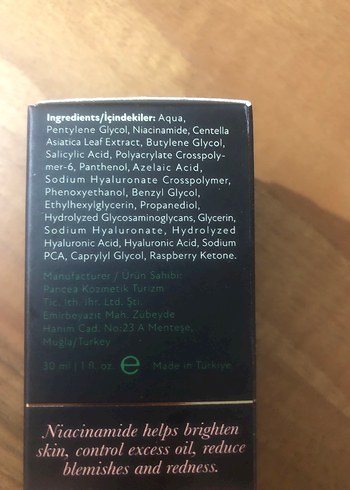 Ingredients/İçindekiler: Aqua,
Pentylene Glycol, Niacinamide, Centella
Asiatica Leaf Extract, Butylene Glycol,
Salicylic Acid, Polyacrylate Crosspoly-
mer-6, Panthenol, Azelaic Acid,
Sodium Hyaluronate Crosspolymer,
Phenoxyethanol, Benzyl Glycol,
Ethylhexylglycerin, Propanediol,
Hydrolyzed Glycosaminoglycans, Glycerin,
Sodium Hyaluronate, Hydrolyzed
Hyaluronic Acid, Hyaluronic Acid, Sodium
PCA, Caprylyl Glycol, Raspberry Ketone.
Manufacturer / Ürün Sahibi:
Pantea Kozmetik Turizm
Tic. İth. İhr. Ltd. Şti.
Emirbeyazıt Mah. Zübeyde
Hanım Cad. No:23 A Menteşe,
Muğla/Turkey
30 ml | 1 fl. oz. e Made in Türkiye
Niacinamide helps brighten
skin, control excess oil, reduce
blemishes and redness.